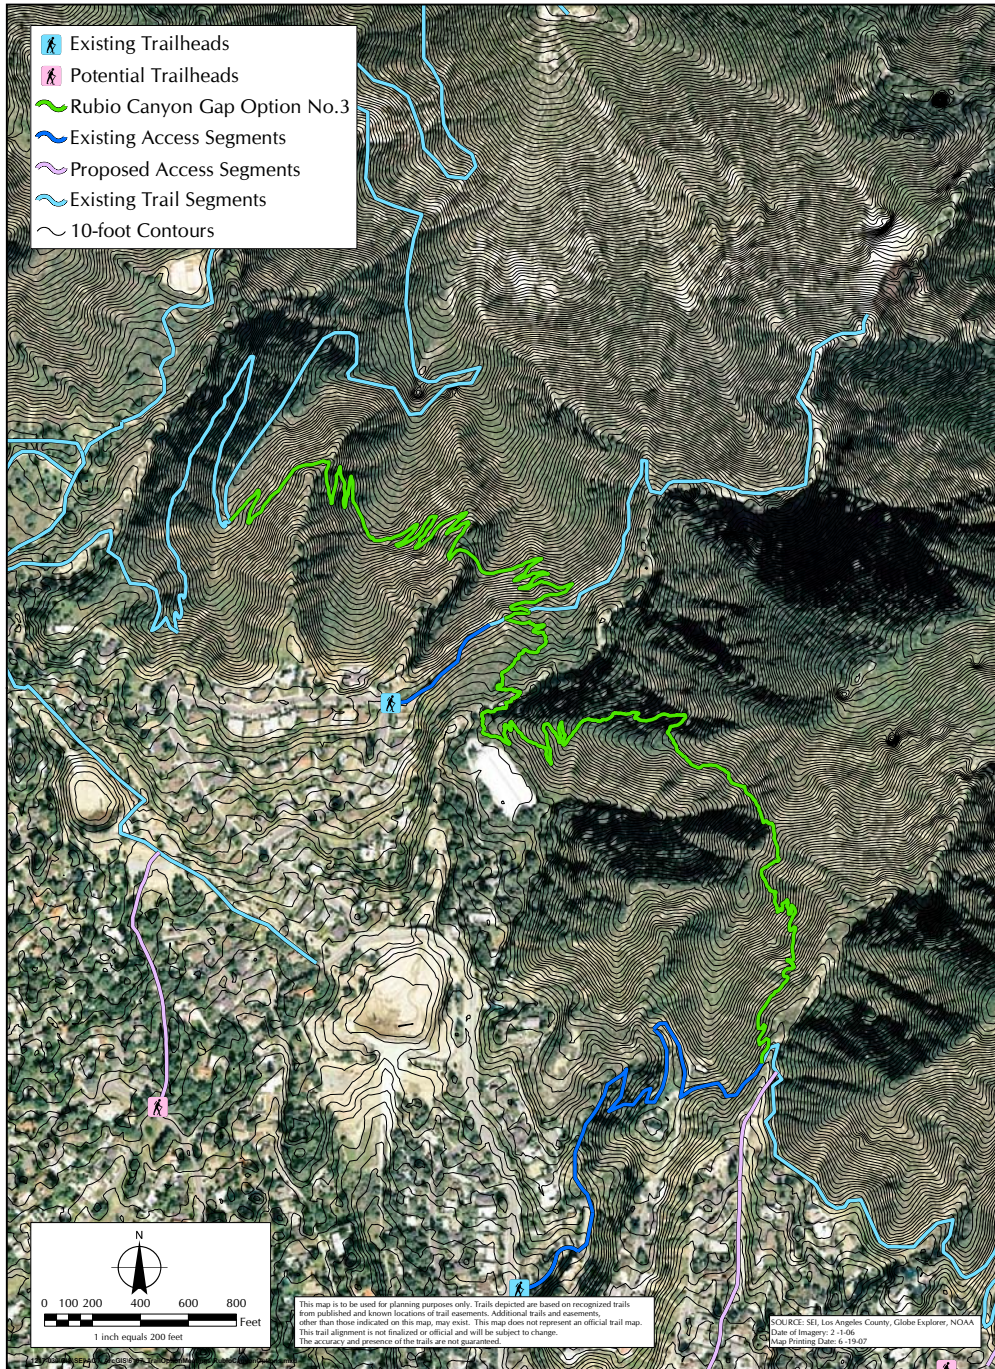 Existing Trailheads
Potential Trailheads
Rubio Canyon Gap Option No.3
Existing Access Segments
Proposed Access Segments
Existing Trail Segments
10-foot Contours
N
0 100 200 400 600 800
Feet
1 inch equals 200 feet
This map is to be used for planning purposes only. Trails depicted are based on recognized trails
from published and known locations of trail easements. Additional trails and easements,
other than those indicated on this map, may exist. This map does not represent an official trail map.
This trail alignment is not finalized or official and will be subject to change.
The accuracy and presence of the trails are not guaranteed.
SOURCE: SEI, Los Angeles County, Globe Explorer, NOAA
Date of Imagery: 2 -1-06
Map Printing Date: 6 -19-07